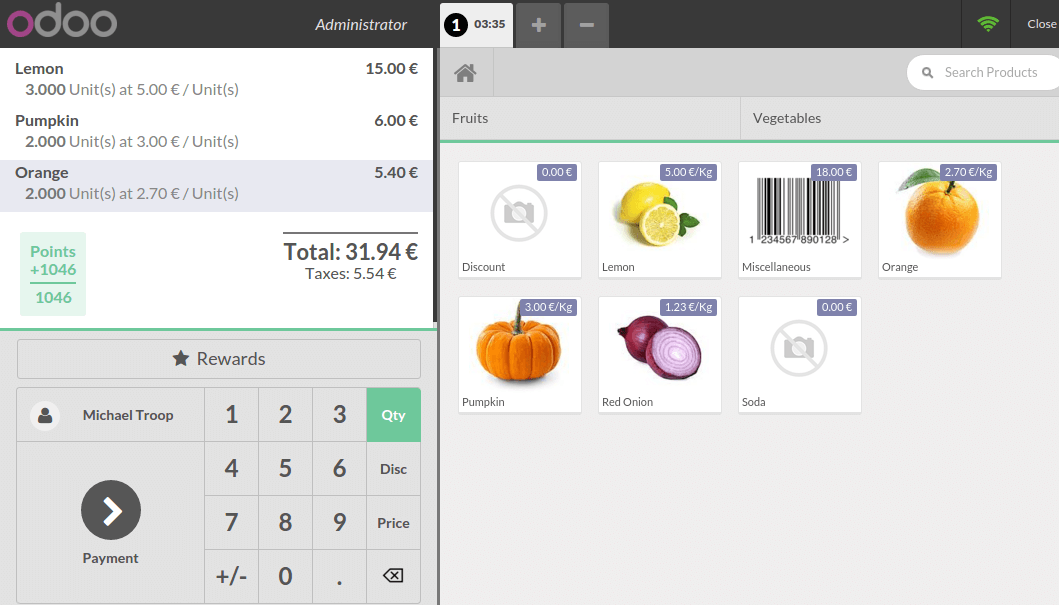 odoo
Administrator
1 03:35
+
−
Close
Lemon 15.00 €
3.000 Unit(s) at 5.00 € / Unit(s)
Pumpkin 6.00 €
2.000 Unit(s) at 3.00 € / Unit(s)
Orange 5.40 €
2.000 Unit(s) at 2.70 € / Unit(s)
Points
+1046
1046
Total: 31.94 €
Taxes: 5.54 €
Rewards
Michael Troop
1 2 3 Qty
4 5 6 Disc
7 8 9 Price
+/- 0 .
Payment
Search Products
Fruits Vegetables
0.00 €
Discount
5.00 €/Kg
Lemon
18.00 €
1 234567 890128 >
Miscellaneous
2.70 €/Kg
Orange
3.00 €/Kg
Pumpkin
1.23 €/Kg
Red Onion
0.00 €
Soda